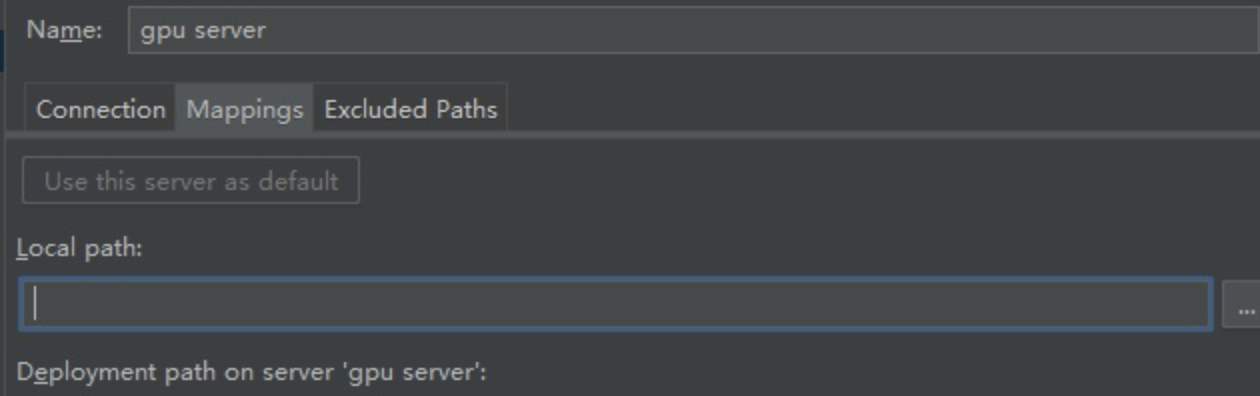 Name: gpu server
Connection Mappings Excluded Paths
Use this server as default
Local path:
...
Deployment path on server 'gpu server':